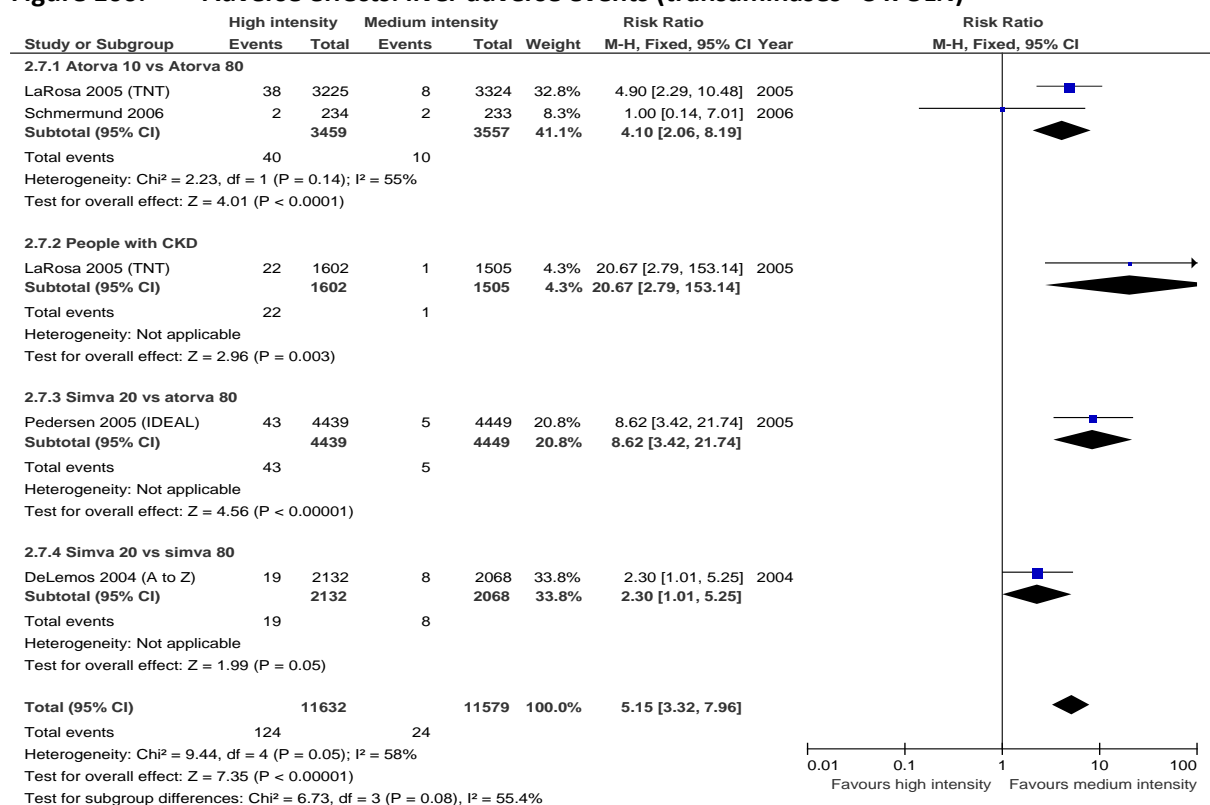 High intensity Medium intensity Risk Ratio Risk Ratio
Study or Subgroup Events Total Events Total Weight M-H, Fixed, 95% CI Year M-H, Fixed, 95% CI
2.7.1 Atorva 10 vs Atorva 80
LaRosa 2005 (TNT) 38 3225 8 3324 32.8% 4.90 [2.29, 10.48] 2005
Schmermund 2006 2 234 2 233 8.3% 1.00 [0.14, 7.01] 2006
Subtotal (95% CI) 3459 3557 41.1% 4.10 [2.06, 8.19]
Total events 40 10
Heterogeneity: Chi² = 2.23, df = 1 (P = 0.14); I² = 55%
Test for overall effect: Z = 4.01 (P < 0.0001)
2.7.2 People with CKD
LaRosa 2005 (TNT) 22 1602 1 1505 4.3% 20.67 [2.79, 153.14] 2005
Subtotal (95% CI) 1602 1505 4.3% 20.67 [2.79, 153.14]
Total events 22 1
Heterogeneity: Not applicable
Test for overall effect: Z = 2.96 (P = 0.003)
2.7.3 Simva 20 vs atorva 80
Pedersen 2005 (IDEAL) 43 4439 5 4449 20.8% 8.62 [3.42, 21.74] 2005
Subtotal (95% CI) 4439 4449 20.8% 8.62 [3.42, 21.74]
Total events 43 5
Heterogeneity: Not applicable
Test for overall effect: Z = 4.56 (P < 0.00001)
2.7.4 Simva 20 vs simva 80
DeLemos 2004 (A to Z) 19 2132 8 2068 33.8% 2.30 [1.01, 5.25] 2004
Subtotal (95% CI) 2132 2068 33.8% 2.30 [1.01, 5.25]
Total events 19 8
Heterogeneity: Not applicable
Test for overall effect: Z = 1.99 (P = 0.05)
Total (95% CI) 11632 11579 100.0% 5.15 [3.32, 7.96]
Total events 124 24
Heterogeneity: Chi² = 9.44, df = 4 (P = 0.05); I² = 58%
Test for overall effect: Z = 7.35 (P < 0.00001)
Test for subgroup differences: Chi² = 6.73, df = 3 (P = 0.08), I² = 55.4%
0.01 0.1 1 10 100
Favours high intensity Favours medium intensity